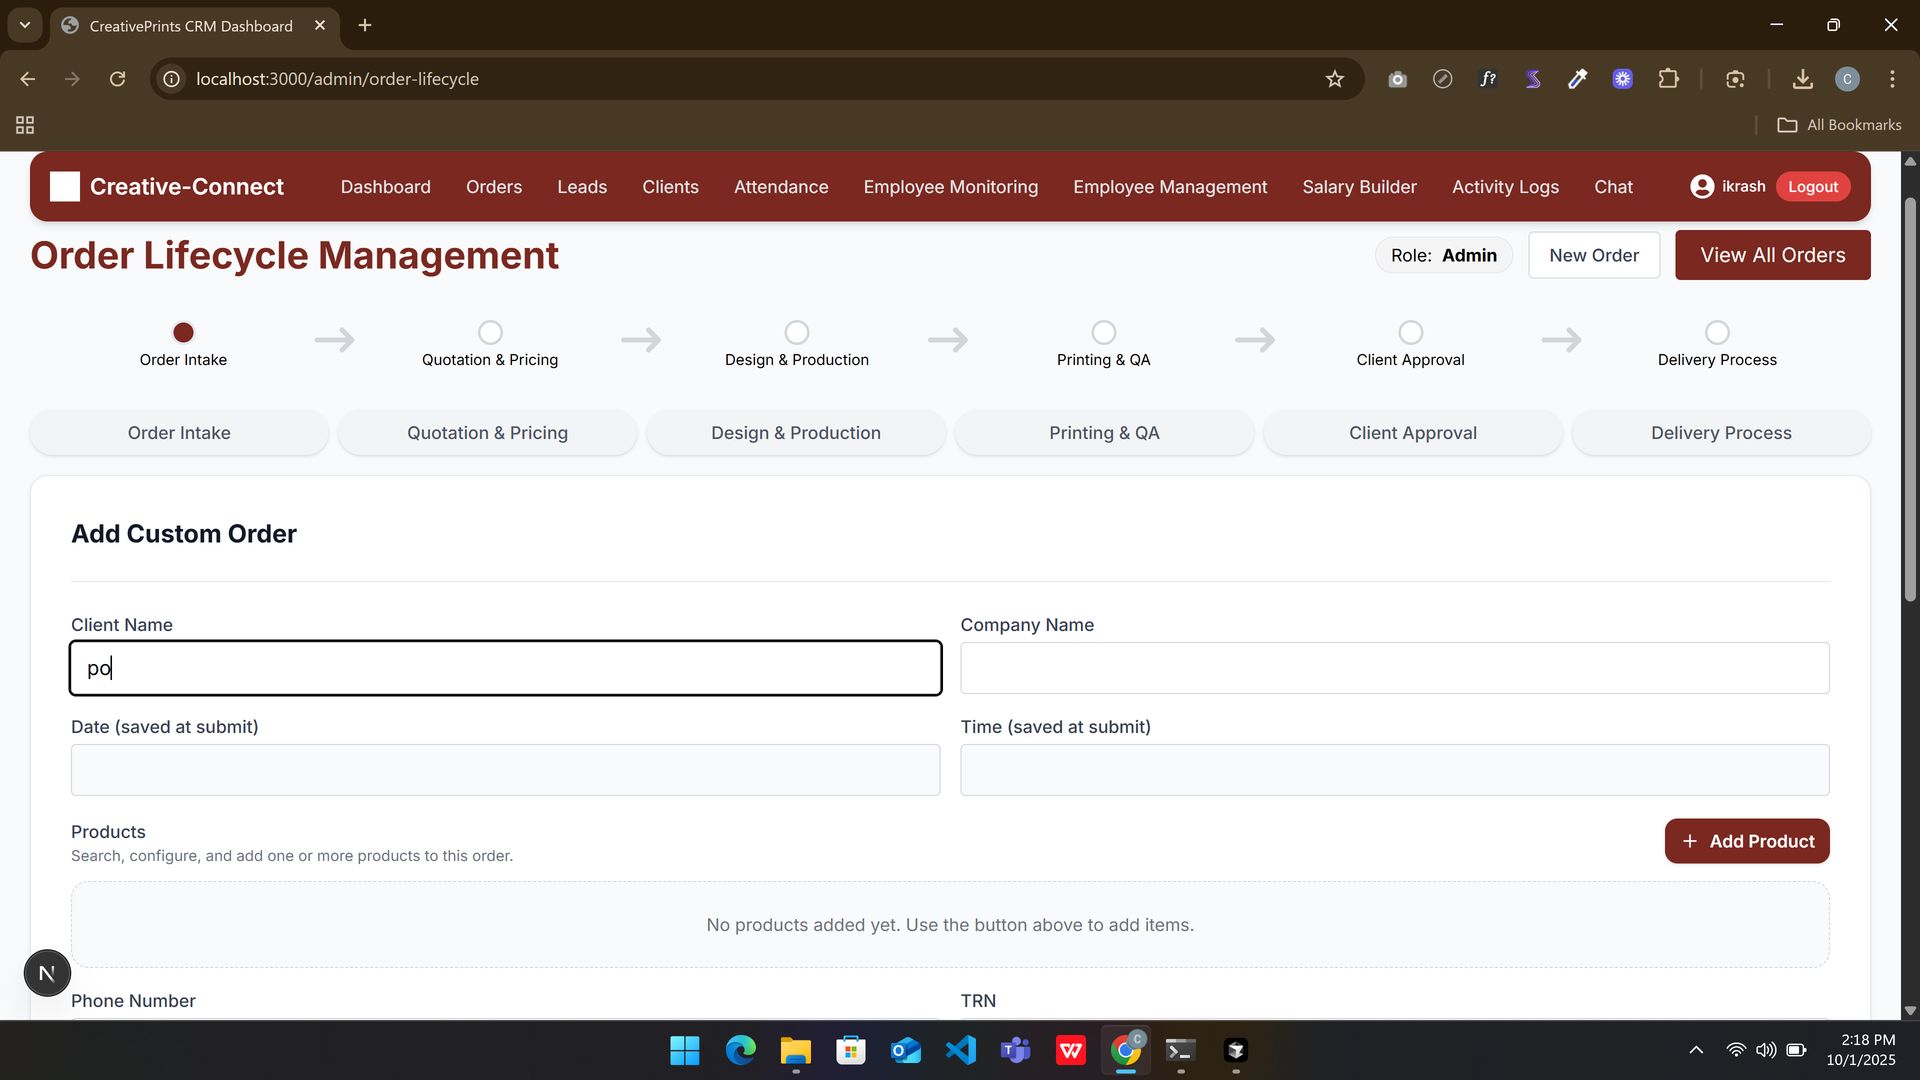 CreativePrints CRM Dashboard
localhost:3000/admin/order-lifecycle
f?
C
All Bookmarks
Creative-Connect
Dashboard
Orders
Leads
Clients
Attendance
Employee Monitoring
Employee Management
Salary Builder
Activity Logs
Chat
ikrash
Logout
Order Lifecycle Management
Role: Admin
New Order
View All Orders
Order Intake
Quotation & Pricing
Design & Production
Printing & QA
Client Approval
Delivery Process
Order Intake
Quotation & Pricing
Design & Production
Printing & QA
Client Approval
Delivery Process
Add Custom Order
Client Name
Company Name
po
Date (saved at submit)
Time (saved at submit)
Products
Search, configure, and add one or more products to this order.
+ Add Product
No products added yet. Use the button above to add items.
N
Phone Number
TRN
C
2:18 PM
10/1/2025